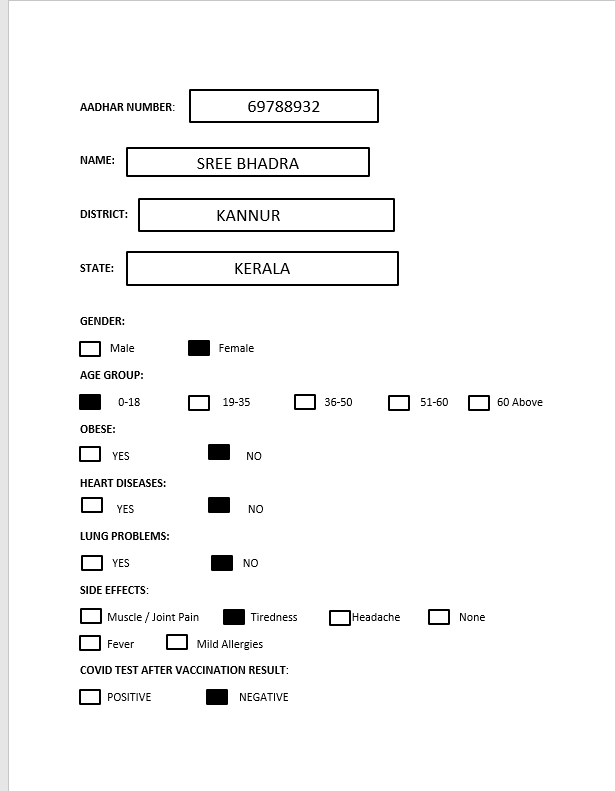 AADHAR NUMBER: 69788932
NAME: SREE BHADRA
DISTRICT: KANNUR
STATE: KERALA
GENDER:
Male Female
AGE GROUP:
0-18 19-35 36-50 51-60 60 Above
OBESE:
YES NO
HEART DISEASES:
YES NO
LUNG PROBLEMS:
YES NO
SIDE EFFECTS:
Muscle / Joint Pain Tiredness Headache None
Fever Mild Allergies
COVID TEST AFTER VACCINATION RESULT:
POSITIVE NEGATIVE